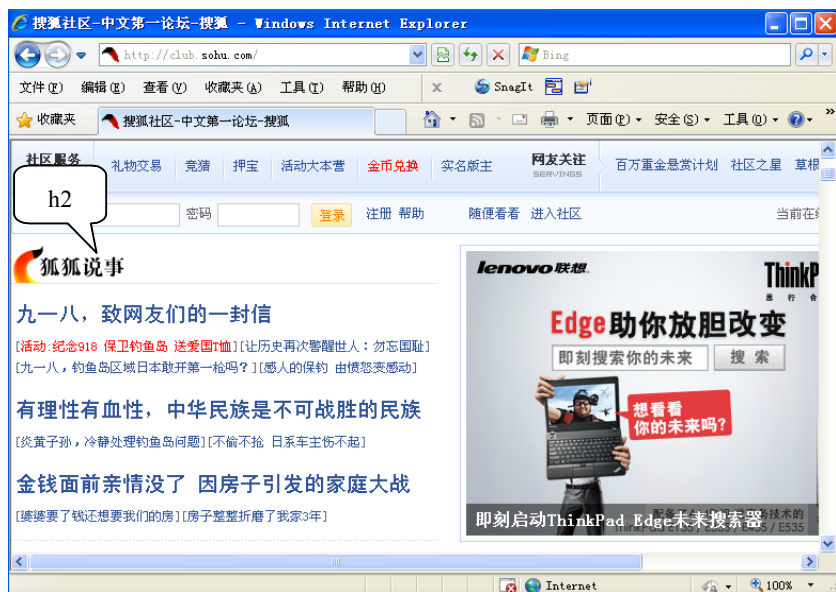 搜狐社区-中文第一论坛-搜狐 - Windows Internet Explorer
http://club.sohu.com/
Bing
文件(F) 编辑(E) 查看(V) 收藏夹(A) 工具(T) 帮助(H) x SnagIt
收藏夹 搜狐社区-中文第一论坛-搜狐 页面(P) 安全(S) 工具(O) »
社区服务 礼物交易 竞猜 押宝 活动大本营 金币兑换 实名版主 网友关注 SERVINGS 百万重金悬赏计划 社区之星 草根
h2
密码 登录 注册 帮助 随便看看 进入社区 当前在
狐狐说事
九一八，致网友们的一封信
[活动:纪念918 保卫钓鱼岛 送爱国T恤][让历史再次警醒世人：勿忘国耻]
[九一八，钓鱼岛区域日本敢开第一枪吗？][感人的保钓 由愤怒变感动]
有理性有血性，中华民族是不可战胜的民族
[炎黄子孙，冷静处理钓鱼岛问题][不偷不抢 日系车主伤不起]
金钱面前亲情没了 因房子引发的家庭大战
[婆婆要了钱还想要我们的房][房子整整折磨了我家3年]
lenovo联想
ThinkP
思 行 合
Edge助你放胆改变
即刻搜索你的未来 搜 索
想看看
你的未来吗?
即刻启动ThinkPad Edge未来搜索器
Internet 100%